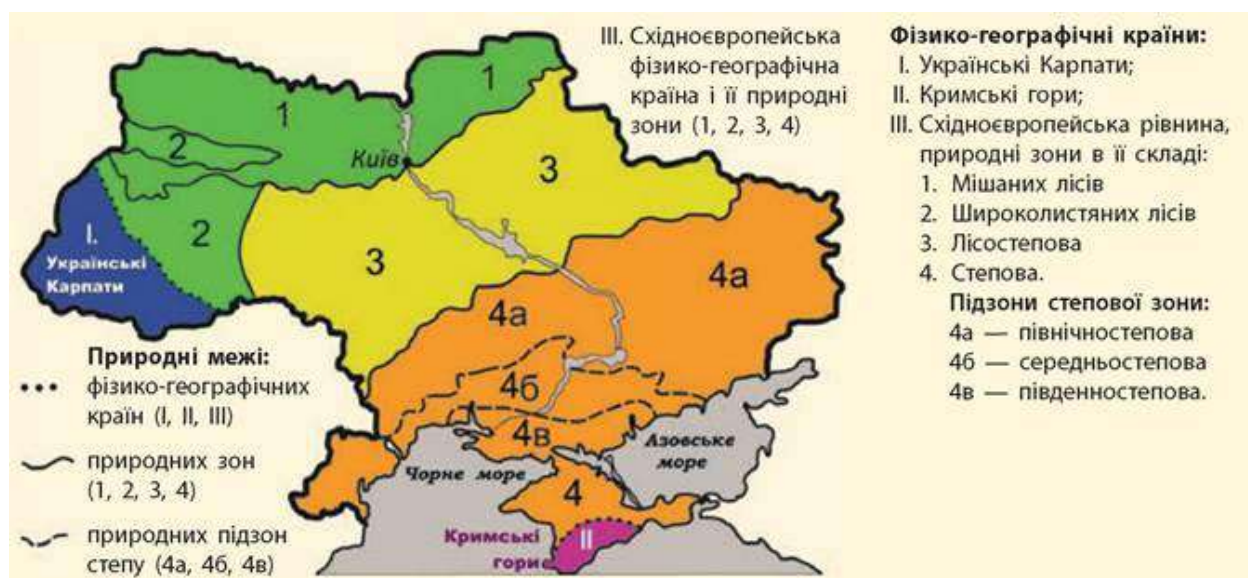 III. Східноєвропейська
фізико-географічна
країна і її природні
зони (1, 2, 3, 4)
Фізико-географічні країни:
I. Українські Карпати;
II. Кримські гори;
III. Східноєвропейська рівнина,
природні зони в її складі:
1. Мішаних лісів
2. Широколистяних лісів
3. Лісостепова
4. Степова.
Підзони степової зони:
4а — північностепова
4б — середньостепова
4в — південностепова.
1
1
2
Київ
3
2
I.
Українські
Карпати
3
4а
4а
4б
4в
Азовське
море
Чорне море
4
II
Кримські
гори
Природні межі:
фізико-географічних
країн (I, II, III)
природних зон
(1, 2, 3, 4)
природних підзон
степу (4а, 4б, 4в)